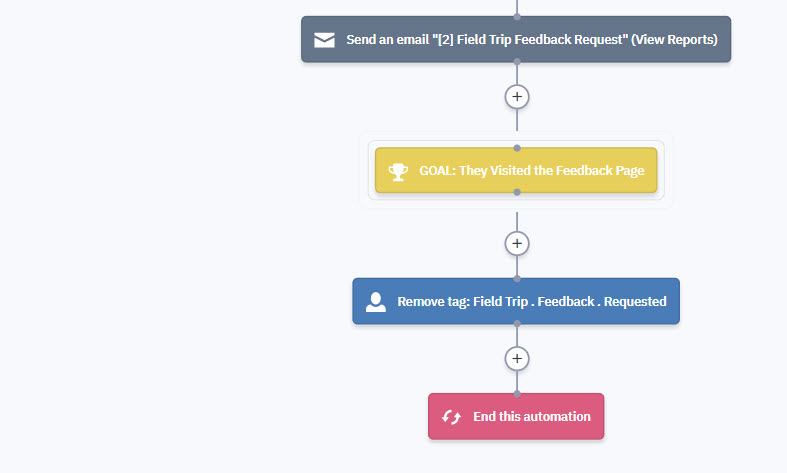 Send an email "[2] Field Trip Feedback Request" (View Reports)
+
GOAL: They Visited the Feedback Page
+
Remove tag: Field Trip . Feedback . Requested
+
End this automation